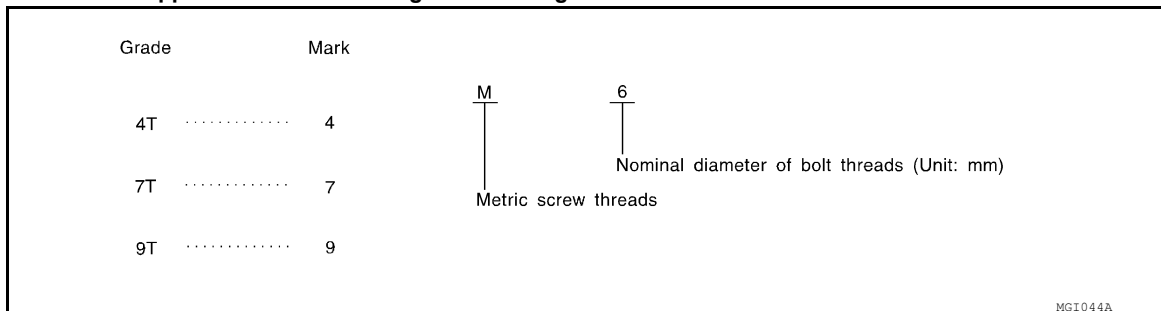 Grade Mark
M 6
4T ............. 4
Nominal diameter of bolt threads (Unit: mm)
7T ............. 7
Metric screw threads
9T ............. 9
MGI044A